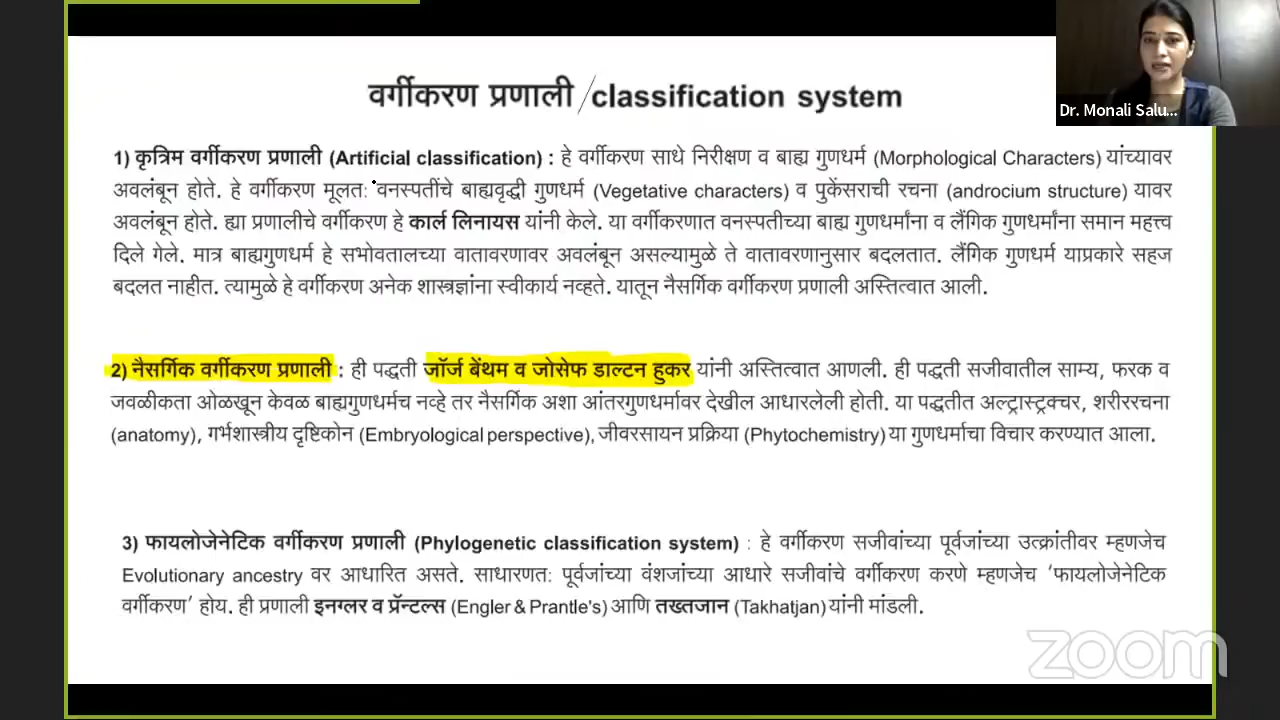 वर्गीकरण प्रणाली / classification system
Dr. Monali Salu...
1) कृत्रिम वर्गीकरण प्रणाली (Artificial classification) : हे वर्गीकरण साधे निरीक्षण व बाह्य गुणधर्म (Morphological Characters) यांच्यावर
अवलंबून होते. हे वर्गीकरण मूलत: वनस्पतींचे बाह्यवृद्धी गुणधर्म (Vegetative characters) व पुकेंसराची रचना (androcium structure) यावर
अवलंबून होते. ह्या प्रणालीचे वर्गीकरण हे कार्ल लिनायस यांनी केले. या वर्गीकरणात वनस्पतीच्या बाह्य गुणधर्मांना व लैंगिक गुणधर्मांना समान महत्त्व
दिले गेले. मात्र बाह्यगुणधर्म हे सभोवतालच्या वातावरणावर अवलंबून असल्यामुळे ते वातावरणानुसार बदलतात. लैंगिक गुणधर्म याप्रकारे सहज
बदलत नाहीत. त्यामुळे हे वर्गीकरण अनेक शास्त्रज्ञांना स्वीकार्य नव्हते. यातून नैसर्गिक वर्गीकरण प्रणाली अस्तित्वात आली.
2) नैसर्गिक वर्गीकरण प्रणाली : ही पद्धती जॉर्ज बेंथम व जोसेफ डाल्टन हुकर यांनी अस्तित्वात आणली. ही पद्धती सजीवातील साम्य, फरक व
जवळीकता ओळखून केवळ बाह्यगुणधर्मच नव्हे तर नैसर्गिक अशा आंतरगुणधर्मावर देखील आधारलेली होती. या पद्धतीत अल्ट्रास्ट्रक्चर, शरीररचना
(anatomy), गर्भशास्त्रीय दृष्टिकोन (Embryological perspective), जीवरसायन प्रक्रिया (Phytochemistry) या गुणधर्माचा विचार करण्यात आला.
3) फायलोजेनेटिक वर्गीकरण प्रणाली (Phylogenetic classification system) : हे वर्गीकरण सजीवांच्या पूर्वजांच्या उत्क्रांतीवर म्हणजेच
Evolutionary ancestry वर आधारित असते. साधारणत: पूर्वजांच्या वंशजांच्या आधारे सजीवांचे वर्गीकरण करणे म्हणजेच ‘फायलोजेनेटिक
वर्गीकरण’ होय. ही प्रणाली इनग्लर व प्रॅन्टल्स (Engler & Prantle's) आणि तख्तजान (Takhatjan) यांनी मांडली.
zoom